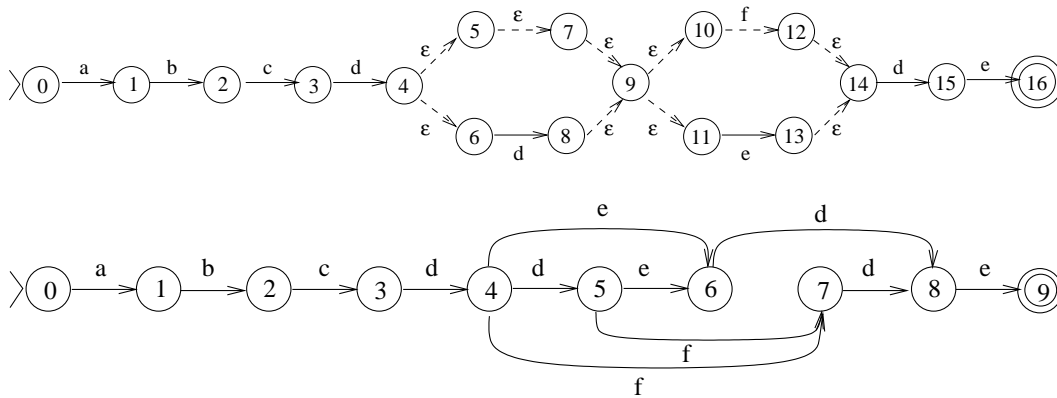 ε ε f
5 7 10 12
ε ε ε ε
a b c d d e
0 1 2 3 4 9 14 15 16
ε ε ε ε
6 8 11 13
d e
e d
a b c d d e d e
0 1 2 3 4 5 6 7 8 9
f
f